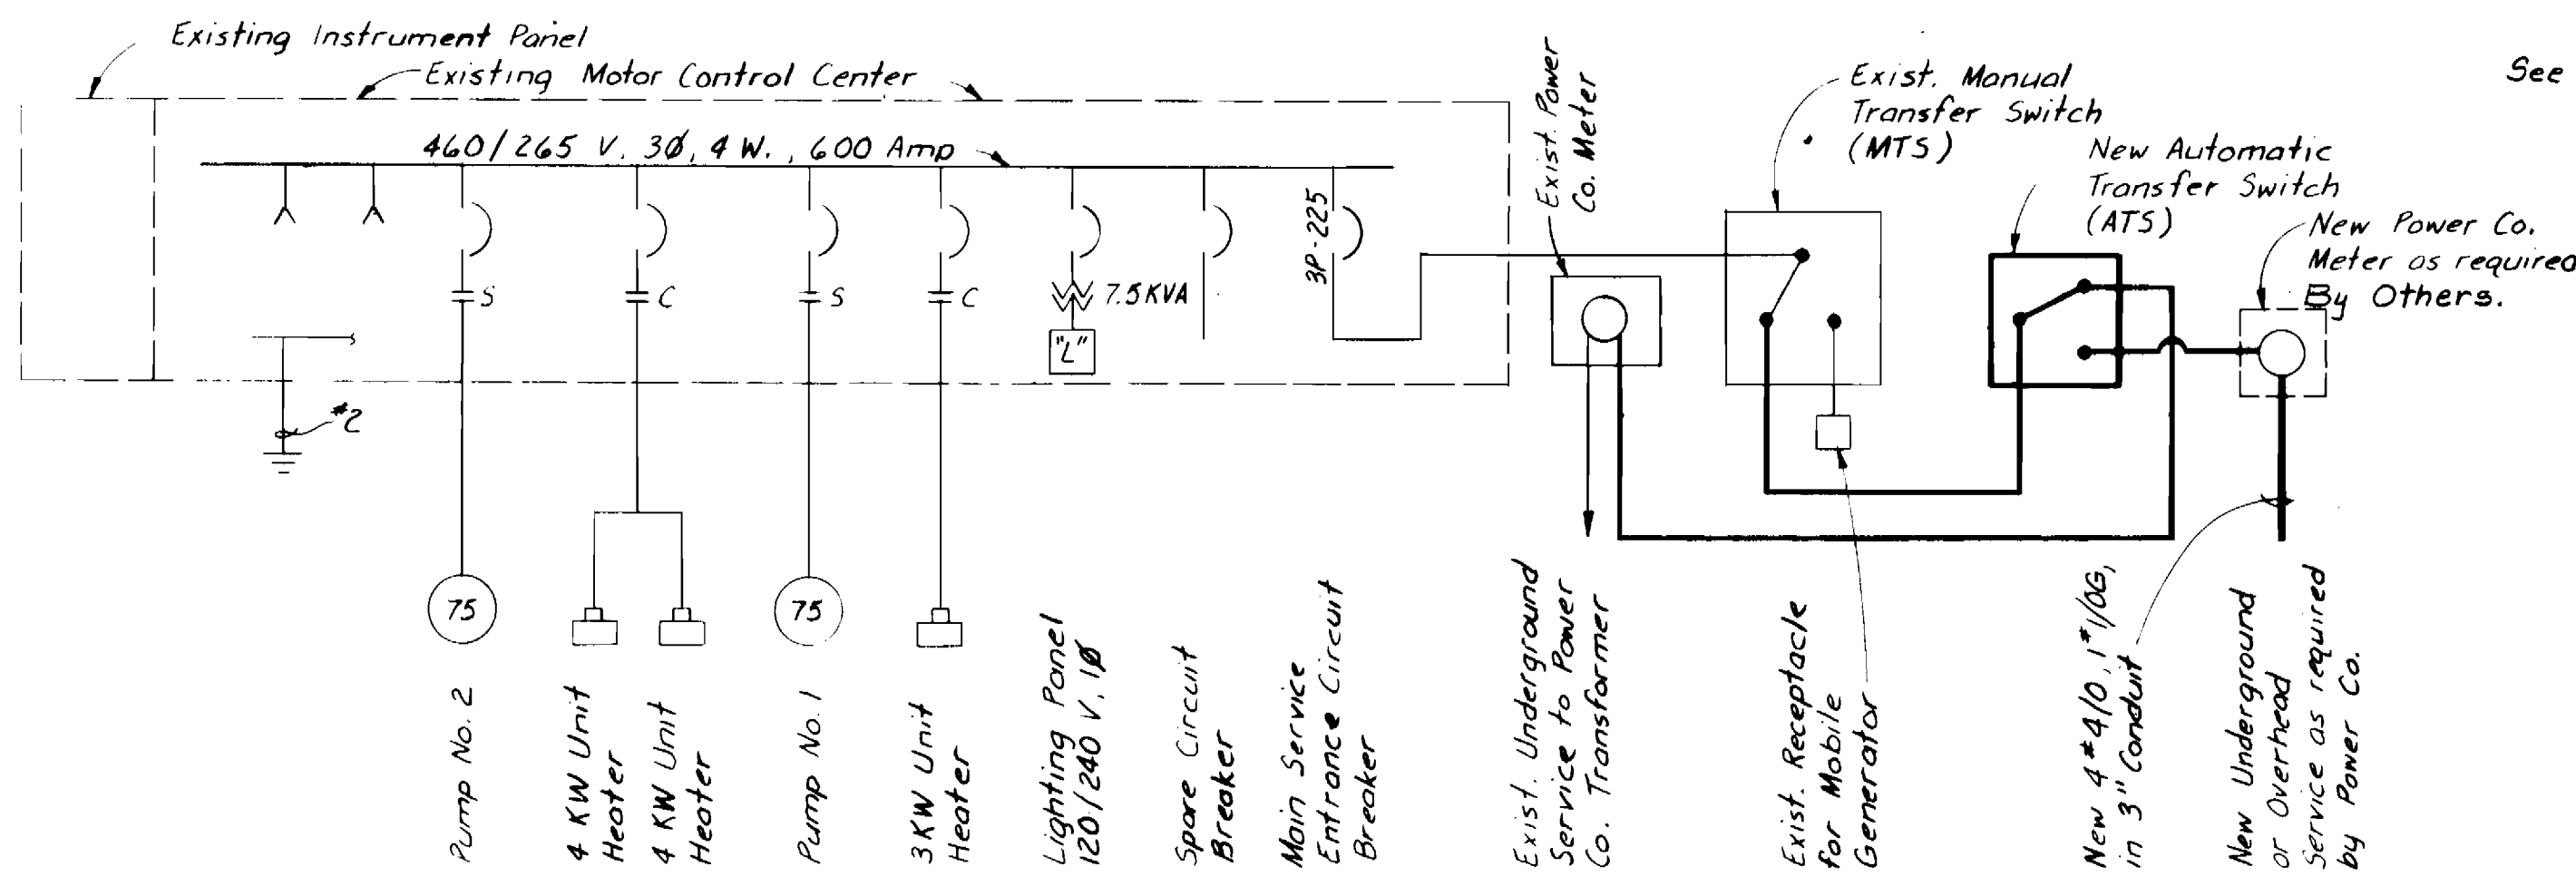 Existing Instrument Panel
Existing Motor Control Center
460/265 V. 3Ø, 4 W., 600 Amp
S
C
S
C
7.5 KVA
"L"
3P-225
#2
75
75
Pump No. 2
4 KW Unit
Heater
4 KW Unit
Heater
Pump No. 1
3 KW Unit
Heater
Lighting Panel
120/240 V. 1Ø
Spare Circuit
Breaker
Main Service
Entrance Circuit
Breaker
Exist. Power
Co. Meter
Exist. Manual
Transfer Switch
(MTS)
New Automatic
Transfer Switch
(ATS)
See
New Power Co.
Meter as required
By Others.
Exist. Underground
Service to Power
Co. Transformer
Exist. Receptacle
for Mobile
Generator
New 4#4/0, 1#1/0G,
in 3" Conduit
New Underground
or Overhead
Service as required
by Power Co.